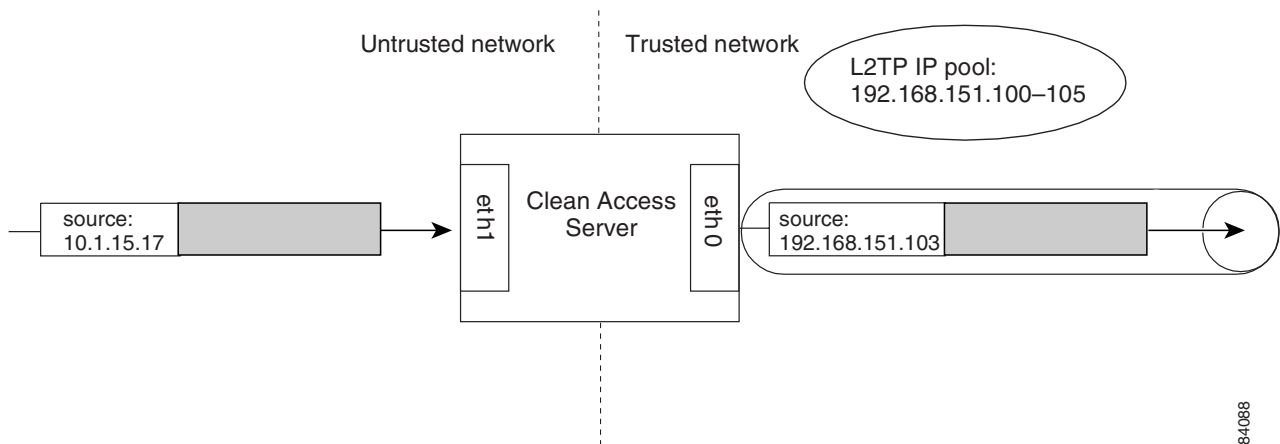 Untrusted network
Trusted network
L2TP IP pool:
192.168.151.100–105
source:
10.1.15.17
eth1
Clean Access
Server
eth 0
source:
192.168.151.103
84088